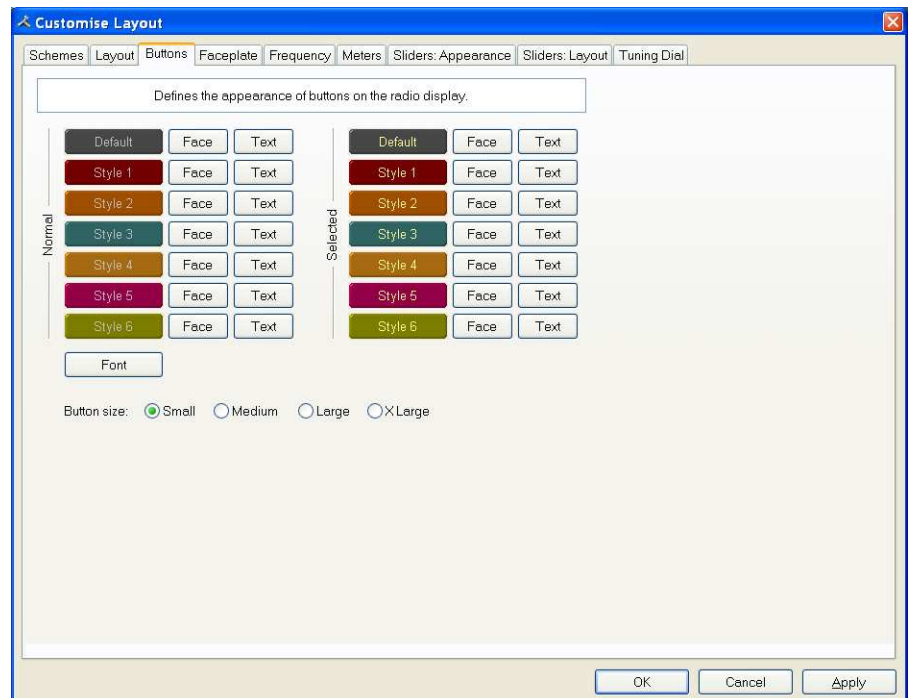 Customise Layout
Schemes Layout Buttons Faceplate Frequency Meters Sliders: Appearance Sliders: Layout Tuning Dial
Defines the appearance of buttons on the radio display.
Normal
Default Face Text
Style 1 Face Text
Style 2 Face Text
Style 3 Face Text
Style 4 Face Text
Style 5 Face Text
Style 6 Face Text
Selected
Default Face Text
Style 1 Face Text
Style 2 Face Text
Style 3 Face Text
Style 4 Face Text
Style 5 Face Text
Style 6 Face Text
Font
Button size: Small Medium Large X Large
OK Cancel Apply